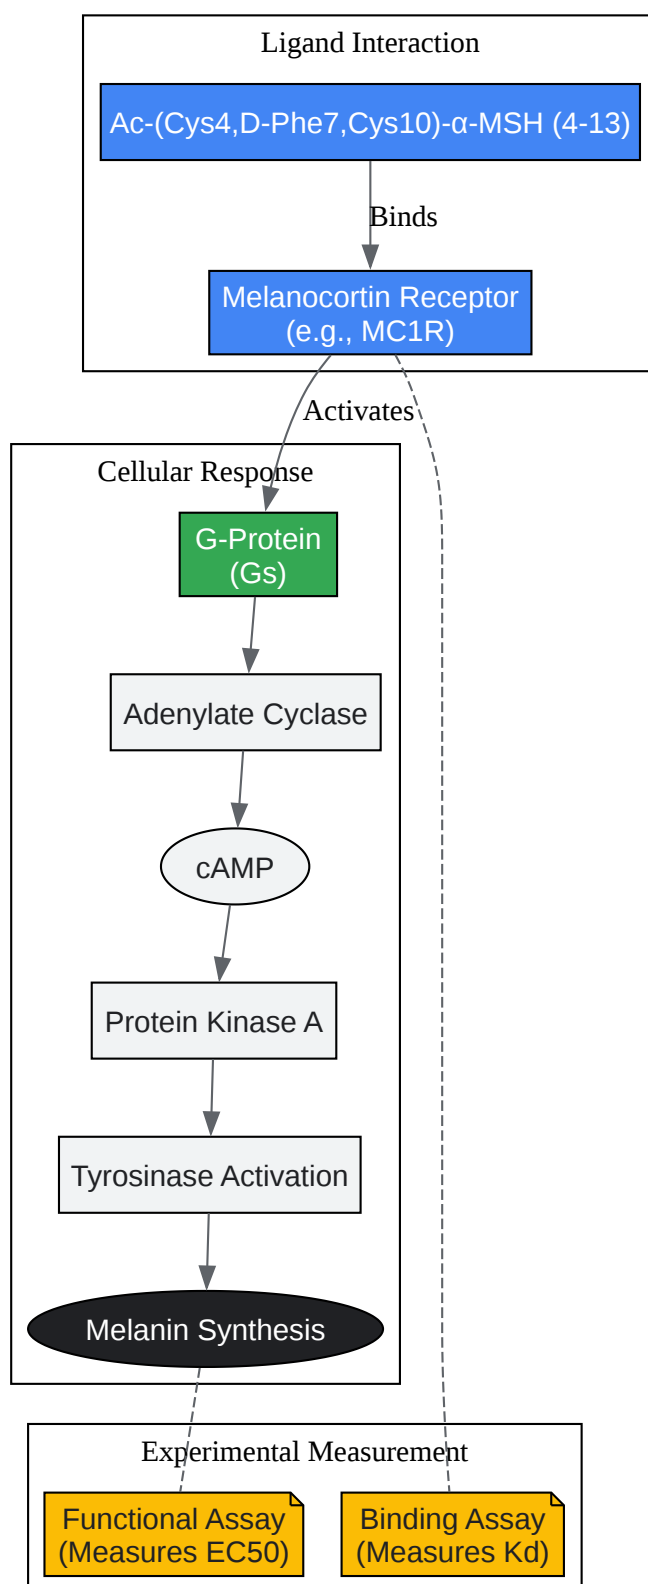 Ligand Interaction
Ac-(Cys4,D-Phe7,Cys10)-α-MSH (4-13)
Binds
Melanocortin Receptor
(e.g., MC1R)
Activates
Cellular Response
G-Protein
(Gs)
Adenylate Cyclase
cAMP
Protein Kinase A
Tyrosinase Activation
Melanin Synthesis
Experimental Measurement
Functional Assay
(Measures EC50)
Binding Assay
(Measures Kd)